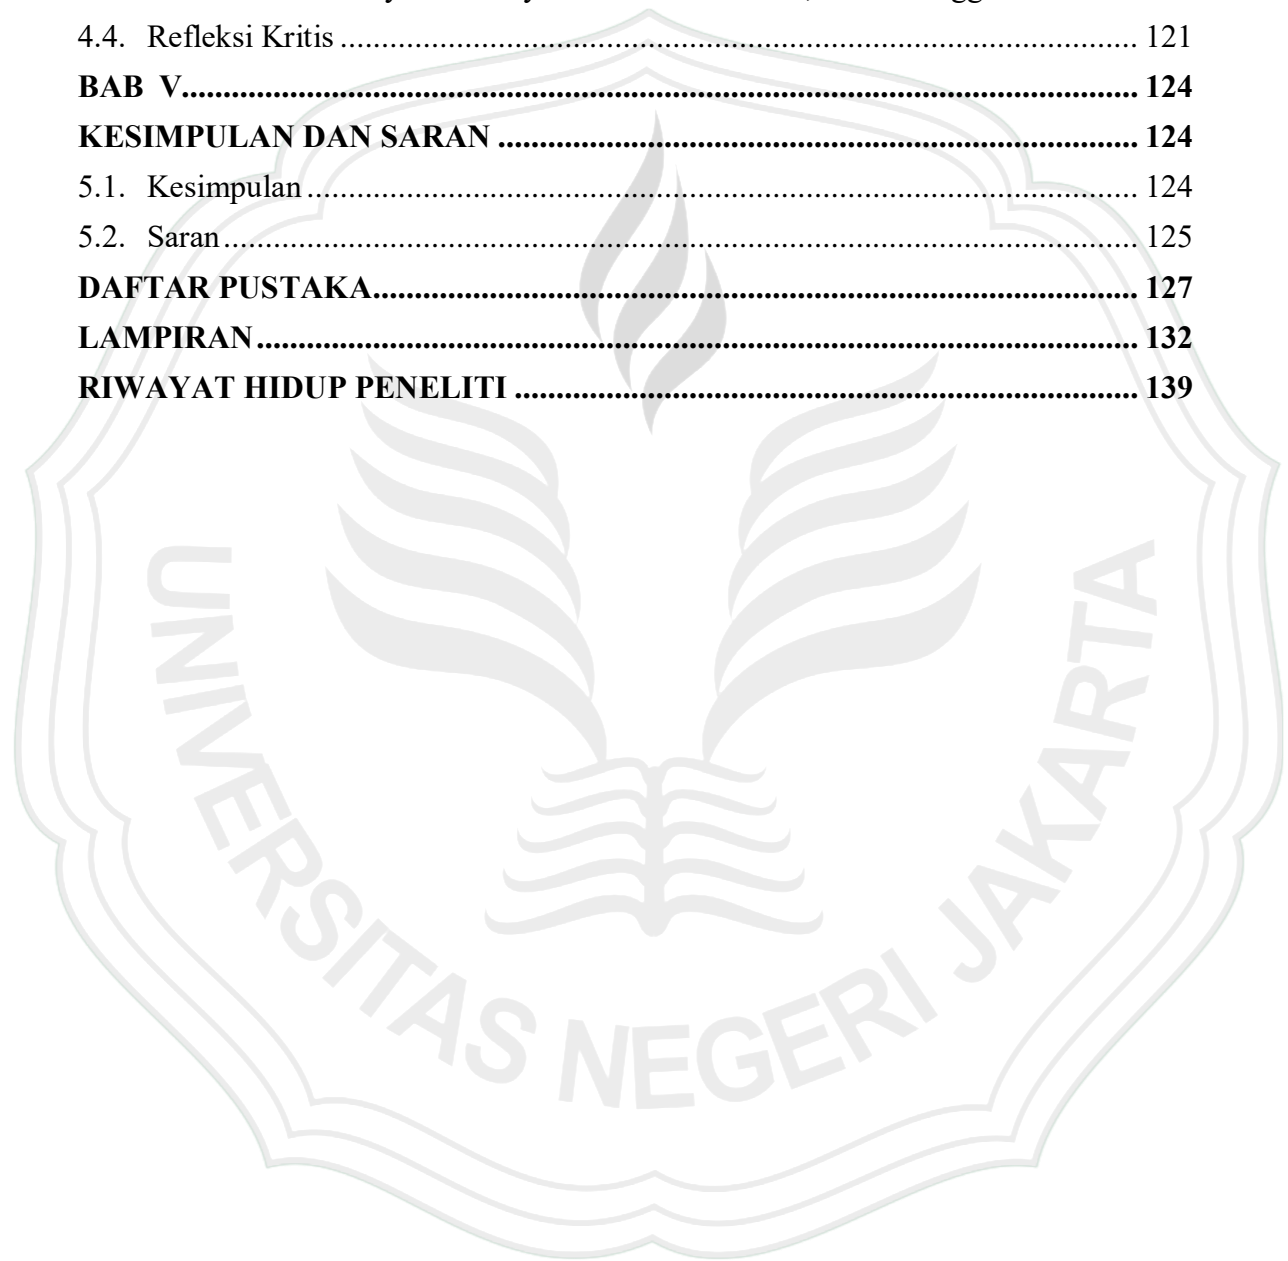 4.4. Refleksi Kritis ........................................ 121
BAB V ........................................ 124
KESIMPULAN DAN SARAN ........................................ 124
5.1. Kesimpulan ........................................ 124
5.2. Saran ........................................ 125
DAFTAR PUSTAKA ........................................ 127
LAMPIRAN ........................................ 132
RIWAYAT HIDUP PENELITI ........................................ 139
UNIVERSITAS NEGERI JAKARTA